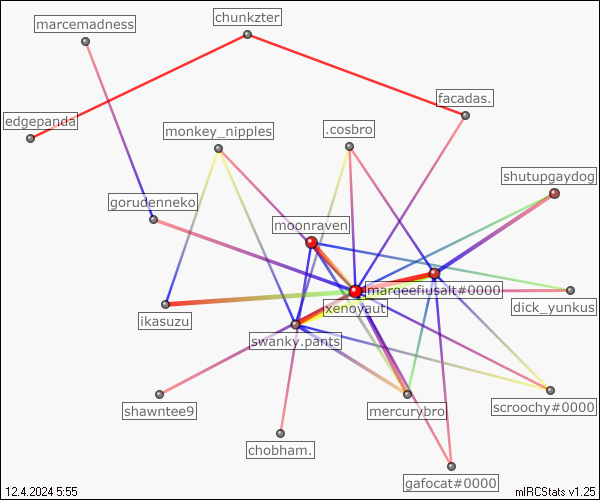 chunkzter
marcemadness
facadas.
edgepanda
monkey_nipples
.cosbro
shutupgaydog
gorudenneko
moonraven
marqeefiusalt#0000
xenoyaut
dick_yunkus
ikasuzu
swanky.pants
shawntee9
mercurybro
scroochy#0000
chobham.
gafocat#0000
12.4.2024 5:55
mIRCStats v1.25